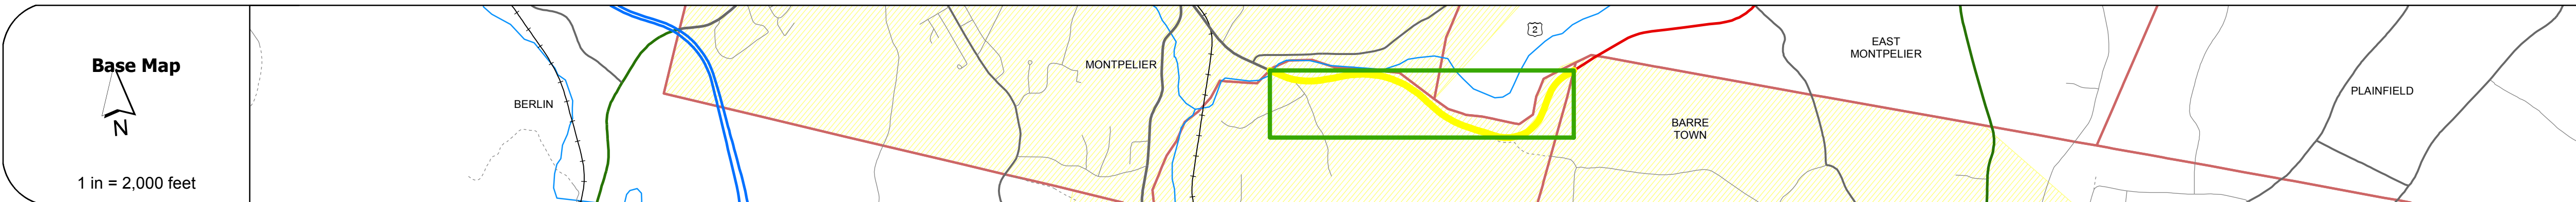 Base Map
N
1 in = 2,000 feet
BERLIN
MONTPELIER
2
EAST
MONTPELIER
BARRE
TOWN
PLAINFIELD